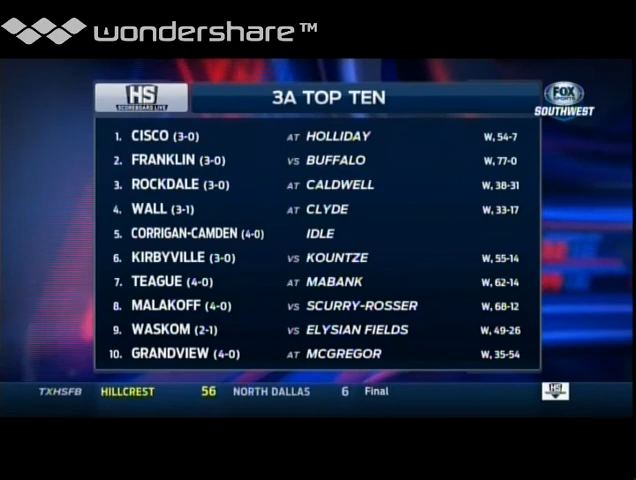 wondershare™
HS
SCOREBOARD LIVE
3A TOP TEN
FOX
SPORTS
SOUTHWEST
1. CISCO (3-0) AT HOLLIDAY W, 54-7
2. FRANKLIN (3-0) VS BUFFALO W, 77-0
3. ROCKDALE (3-0) AT CALDWELL W, 38-31
4. WALL (3-1) AT CLYDE W, 33-17
5. CORRIGAN-CAMDEN (4-0) IDLE
6. KIRBYVILLE (3-0) VS KOUNTZE W, 55-14
7. TEAGUE (4-0) AT MABANK W, 62-14
8. MALAKOFF (4-0) VS SCURRY-ROSSER W, 68-12
9. WASKOM (2-1) VS ELYSIAN FIELDS W, 49-26
10. GRANDVIEW (4-0) AT MCGREGOR W, 35-54
TXHSFB HILLCREST 56 NORTH DALLAS 6 Final
HS